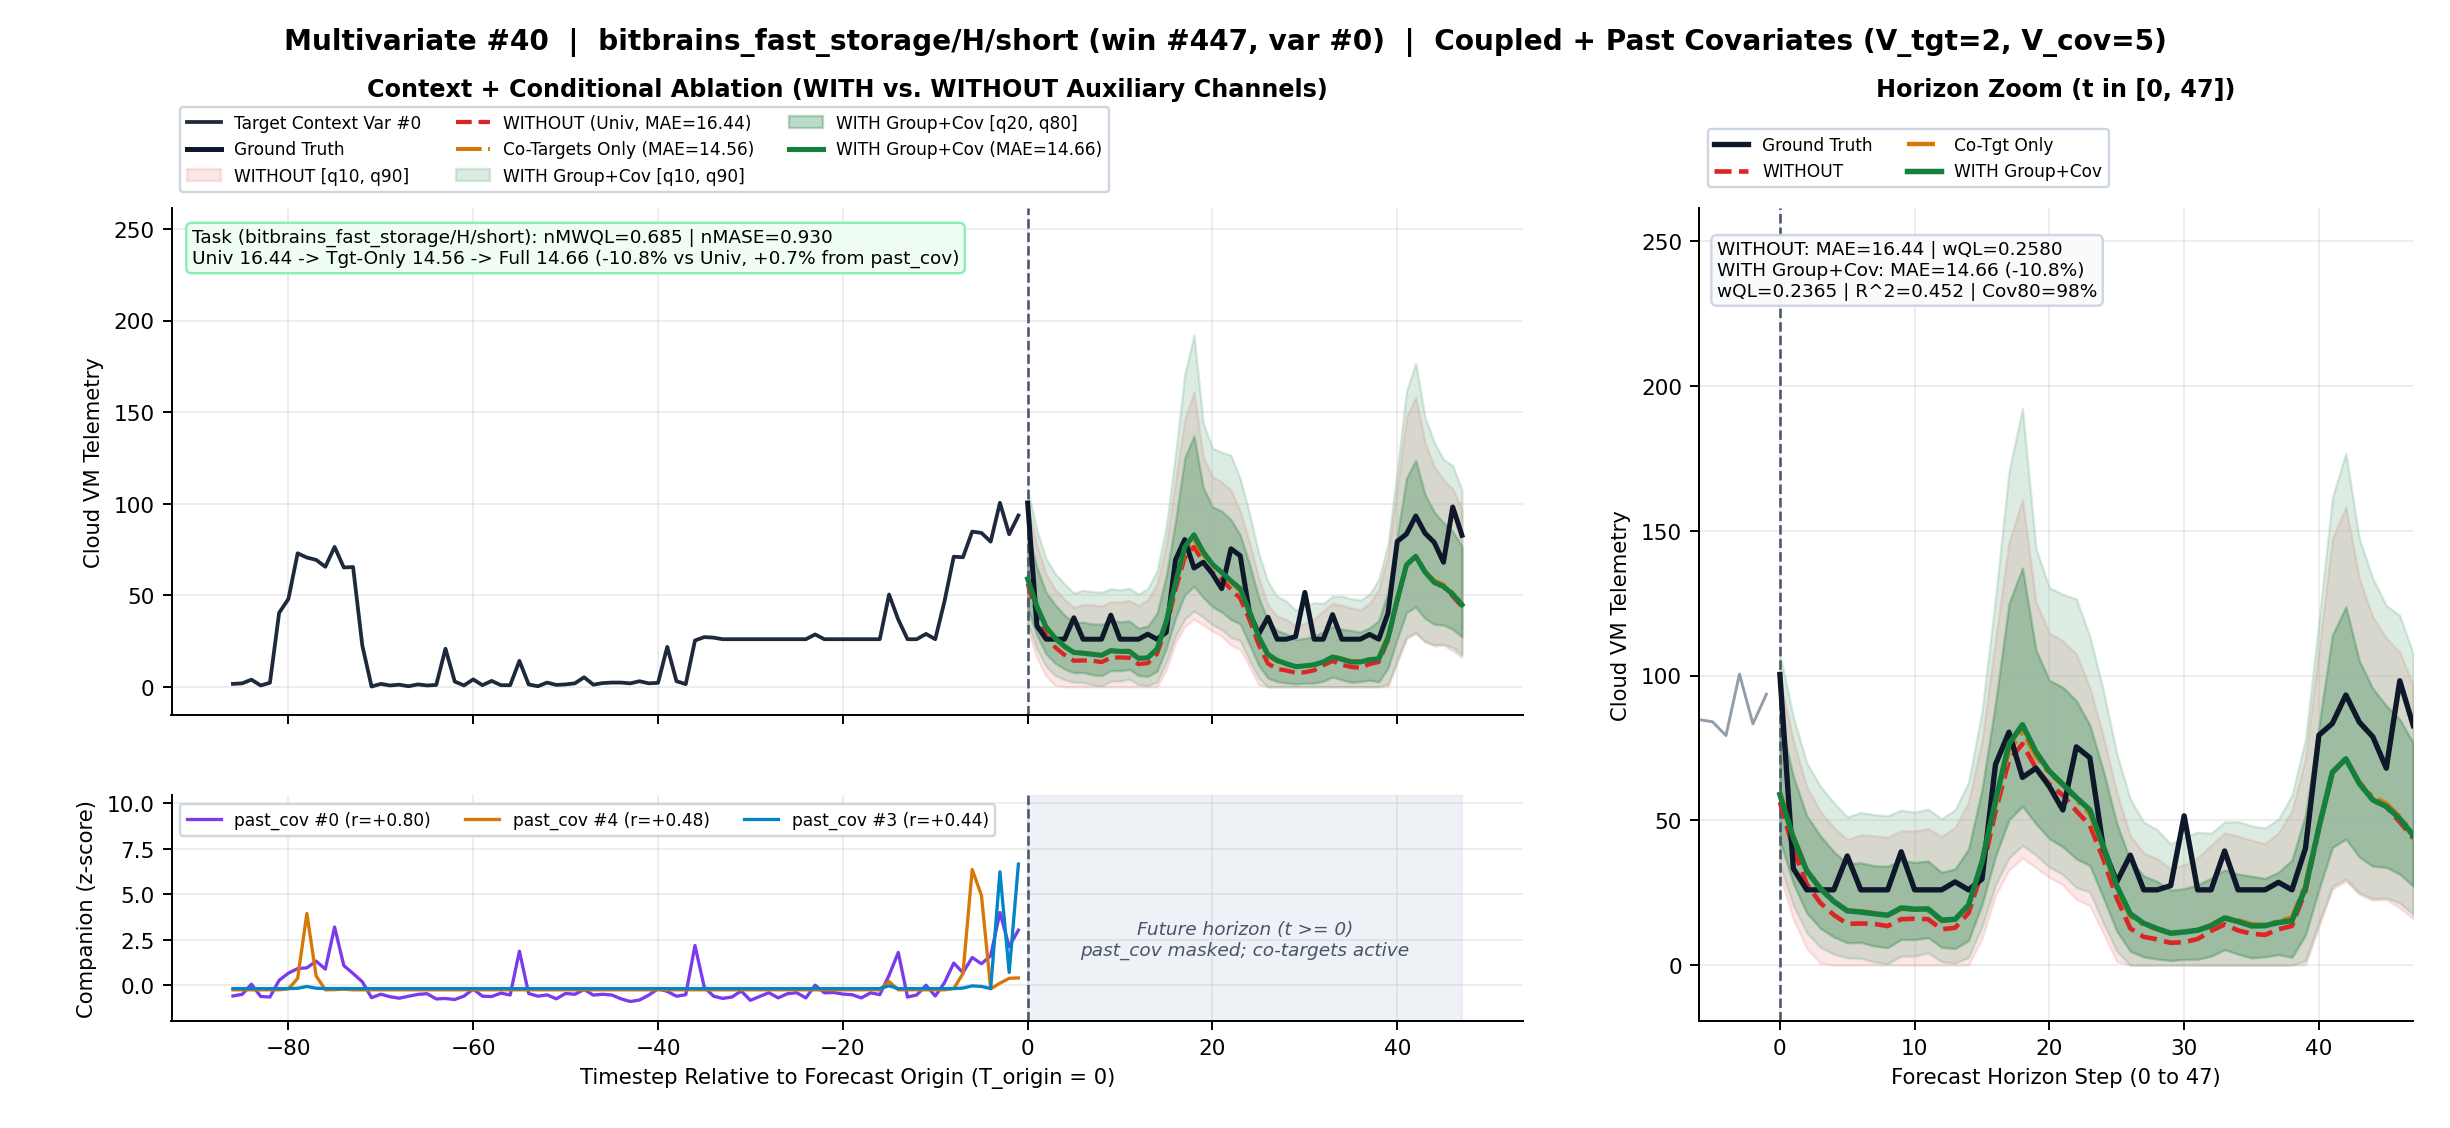 Multivariate #40 | bitbrains_fast_storage/H/short (win #447, var #0) | Coupled + Past Covariates (V_tgt=2, V_cov=5)
Context + Conditional Ablation (WITH vs. WITHOUT Auxiliary Channels)
Target Context Var #0
Ground Truth
WITHOUT [q10, q90]
WITHOUT (Univ, MAE=16.44)
Co-Targets Only (MAE=14.56)
WITH Group+Cov [q10, q90]
WITH Group+Cov [q20, q80]
WITH Group+Cov (MAE=14.66)
Task (bitbrains_fast_storage/H/short): nMWQL=0.685 | nMASE=0.930
Univ 16.44 -> Tgt-Only 14.56 -> Full 14.66 (-10.8% vs Univ, +0.7% from past_cov)
Cloud VM Telemetry
250
200
150
100
50
0
past_cov #0 (r=+0.80)
past_cov #4 (r=+0.48)
past_cov #3 (r=+0.44)
Companion (z-score)
10.0
7.5
5.0
2.5
0.0
Future horizon (t >= 0)
past_cov masked; co-targets active
−80
−60
−40
−20
0
20
40
Timestep Relative to Forecast Origin (T_origin = 0)
Horizon Zoom (t in [0, 47])
Ground Truth
WITHOUT
Co-Tgt Only
WITH Group+Cov
WITHOUT: MAE=16.44 | wQL=0.2580
WITH Group+Cov: MAE=14.66 (-10.8%)
wQL=0.2365 | R^2=0.452 | Cov80=98%
Cloud VM Telemetry
250
200
150
100
50
0
0
10
20
30
40
Forecast Horizon Step (0 to 47)